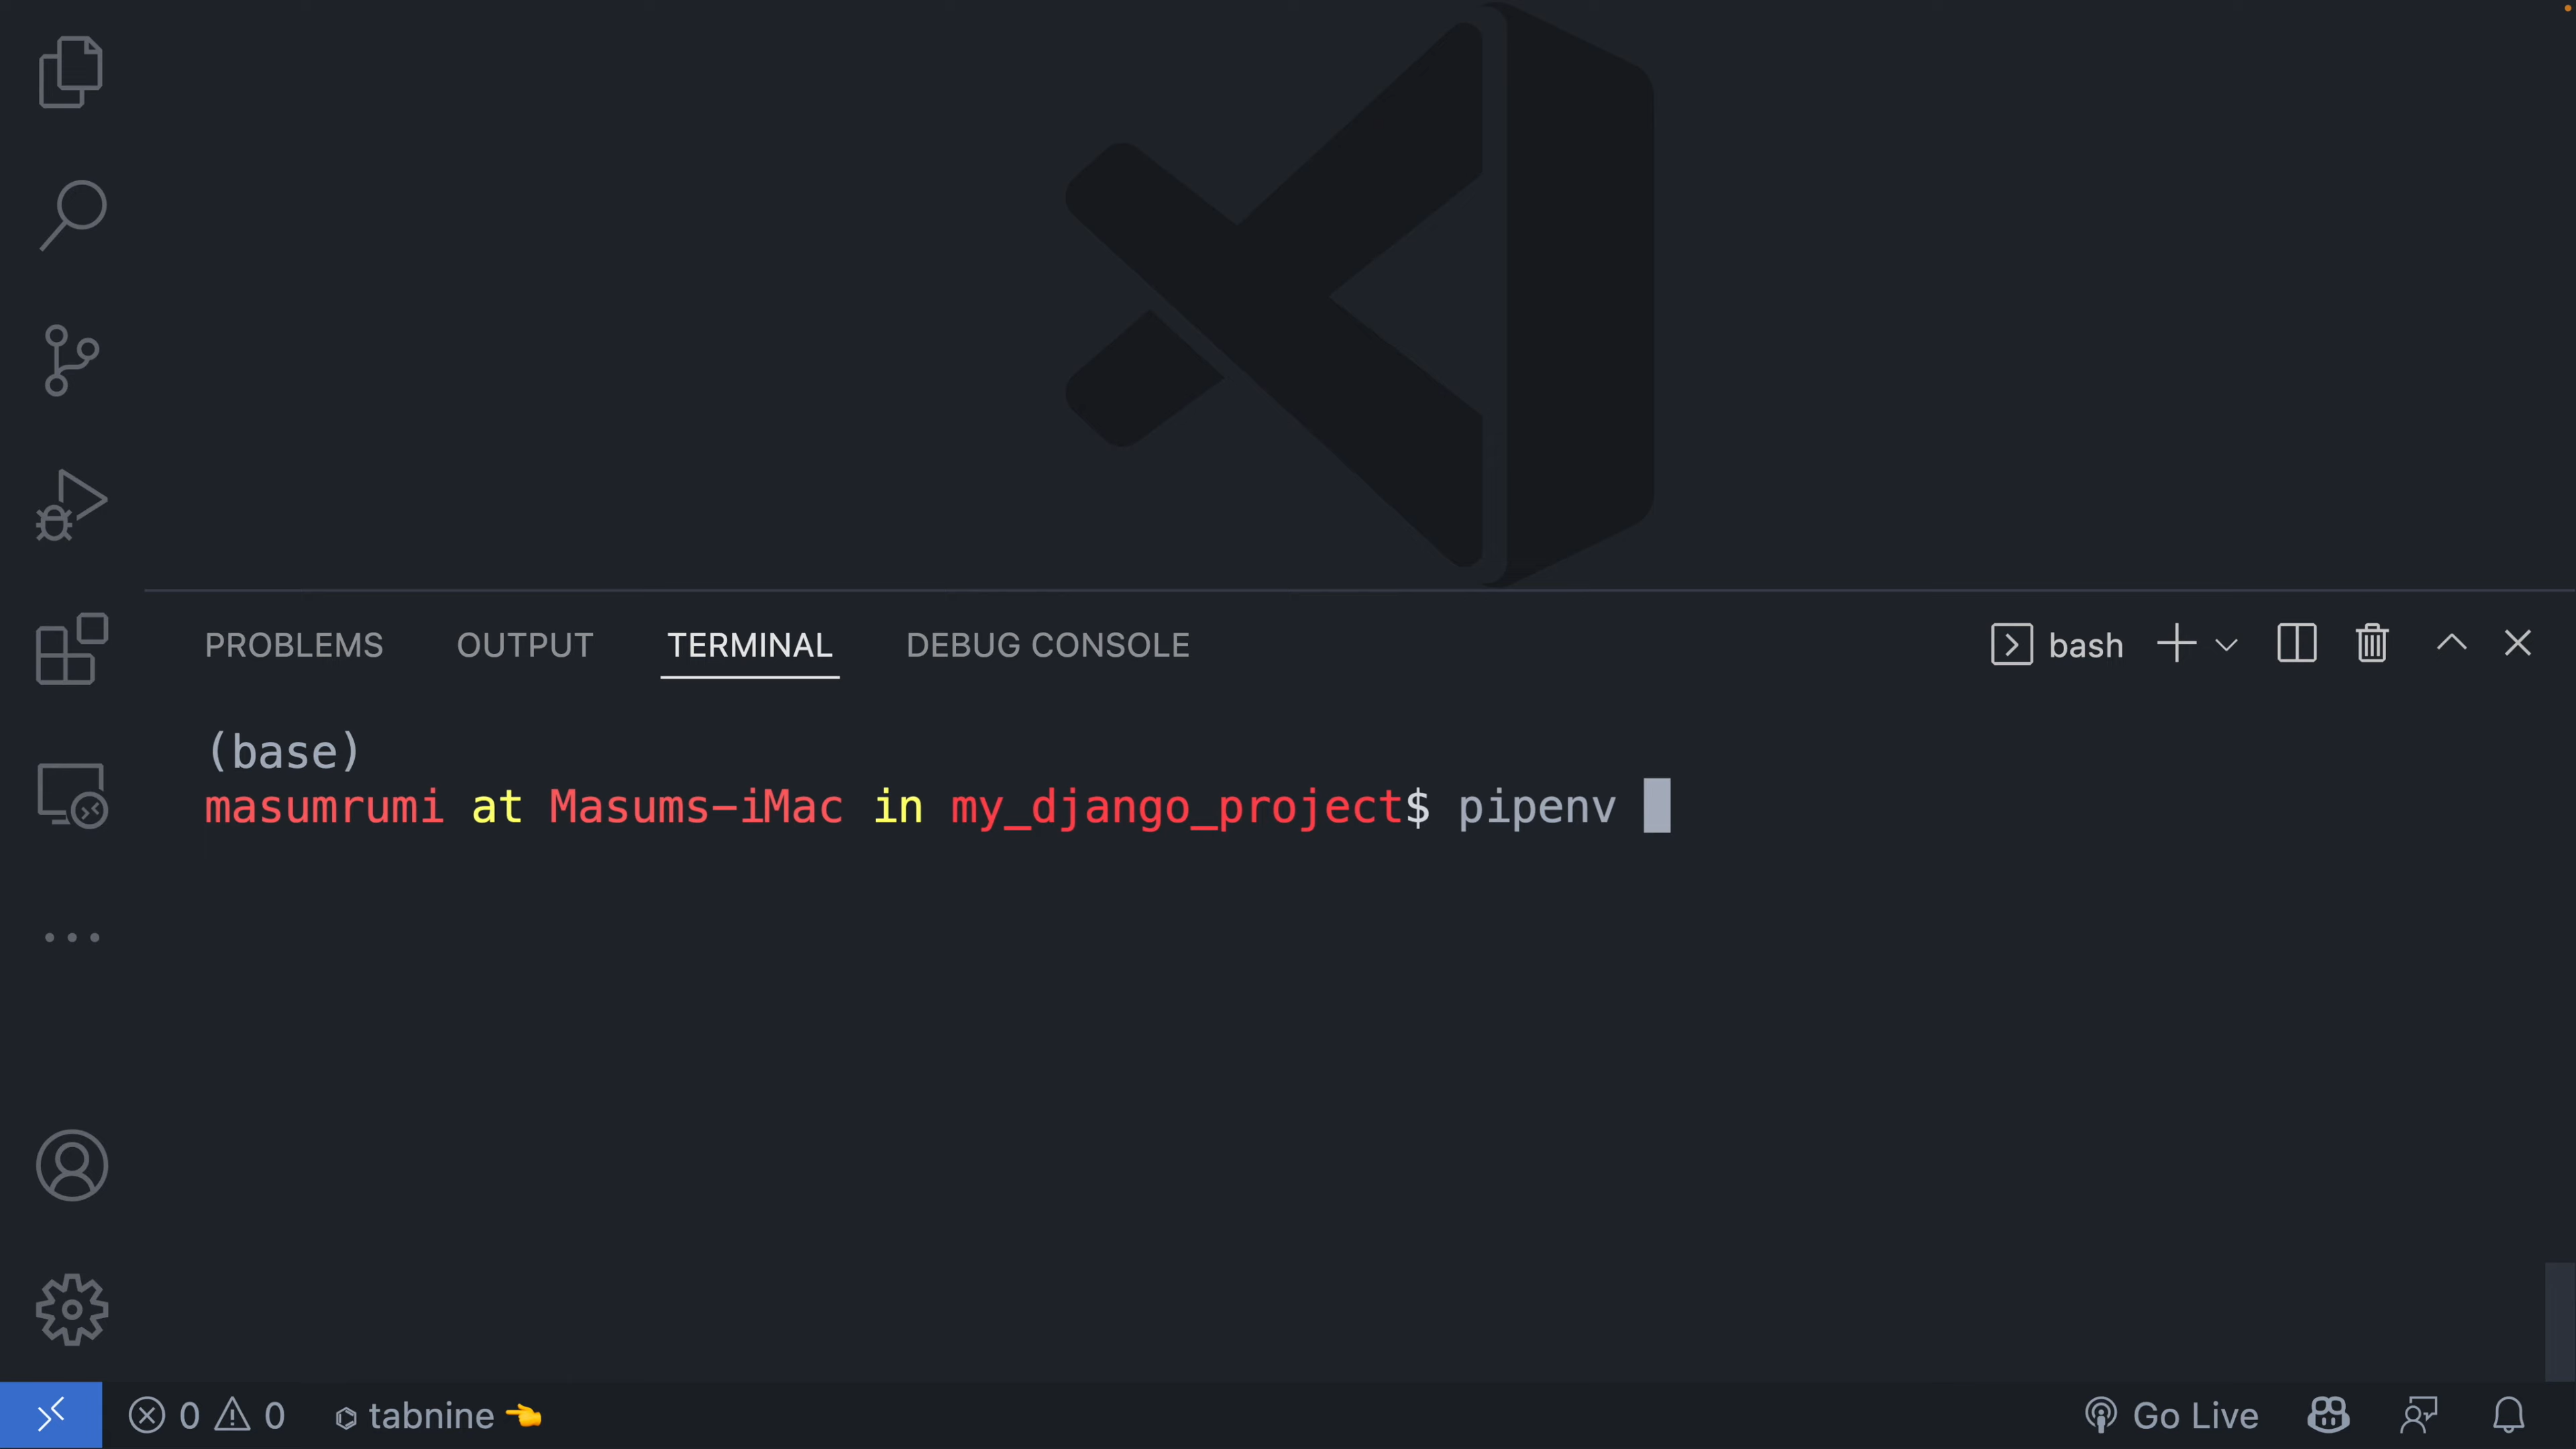 PROBLEMS OUTPUT TERMINAL DEBUG CONSOLE bash
(base)
masumrumi at Masums-iMac in my_django_project$ pipenv
0 0 tabnine Go Live